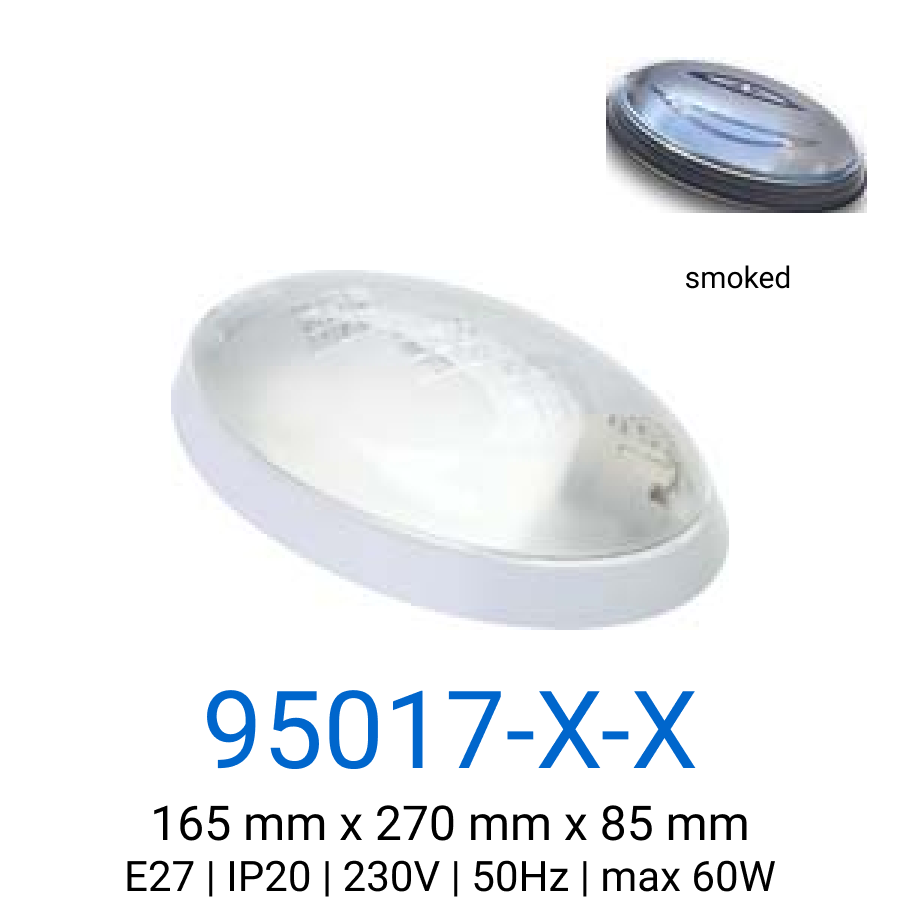 smoked
95017-X-X
165 mm x 270 mm x 85 mm
E27 | IP20 | 230V | 50Hz | max 60W